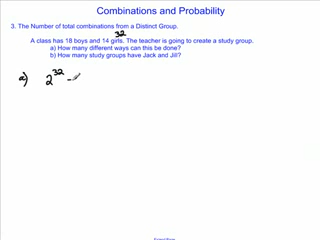 Combinations and Probability
3. The Number of total combinations from a Distinct Group.
32
A class has 18 boys and 14 girls. The teacher is going to create a study group.
a) How many different ways can this be done?
b) How many study groups have Jack and Jill?
a) 2^32 -